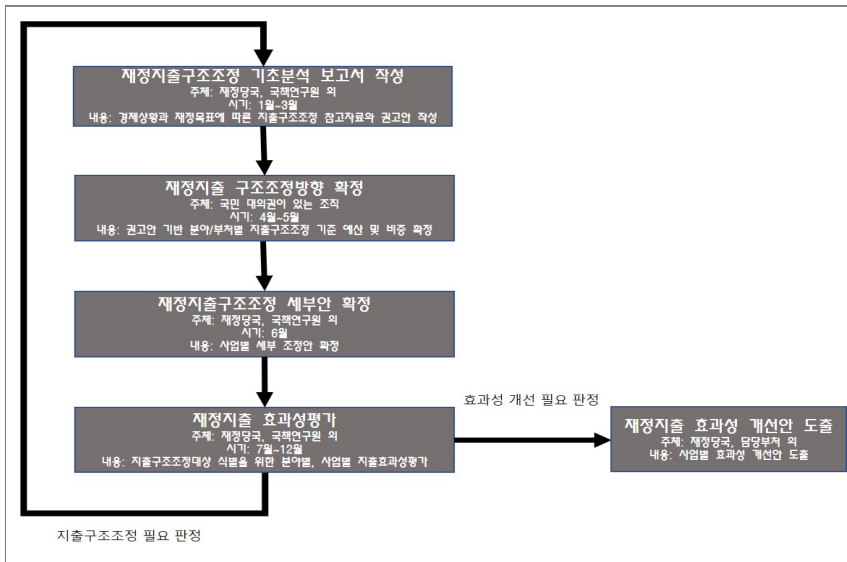 재정지출구조조정 기초분석 보고서 작성
주체: 재정당국, 국책연구원 외
시기: 1월~3월
내용: 경제상황과 재정목표에 따른 지출구조조정 참고자료와 권고안 작성
재정지출 구조조정방향 확정
주체: 국민 대의권이 있는 조직
시기: 4월~5월
내용: 권고안 기반 분야/부처별 지출구조조정 기준 예산 및 비중 확정
재정지출구조조정 세부안 확정
주체: 재정당국, 국책연구원 외
시기: 6월
내용: 사업별 세부 조정안 확정
재정지출 효과성평가
주체: 재정당국, 국책연구원 외
시기: 7월~12월
내용: 지출구조조정대상 식별을 위한 분야별, 사업별 지출효과성평가
효과성 개선 필요 판정
재정지출 효과성 개선안 도출
주체: 재정당국, 담당부처 외
내용: 사업별 효과성 개선안 도출
지출구조조정 필요 판정